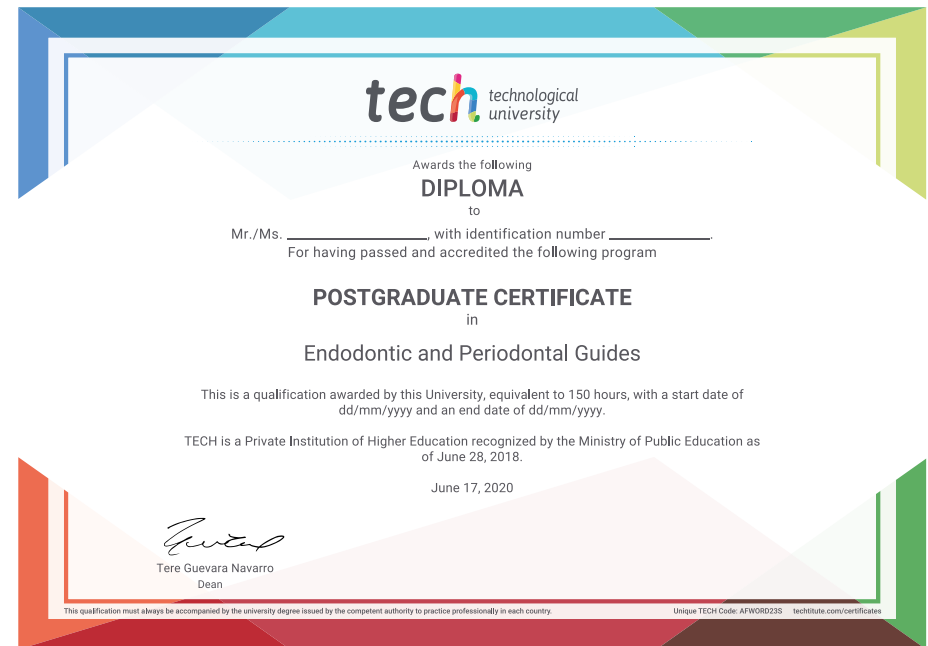 tech technological
university
Awards the following
DIPLOMA
to
Mr./Ms. ____________________, with identification number ______________.
For having passed and accredited the following program
POSTGRADUATE CERTIFICATE
in
Endodontic and Periodontal Guides
This is a qualification awarded by this University, equivalent to 150 hours, with a start date of
dd/mm/yyyy and an end date of dd/mm/yyyy.
TECH is a Private Institution of Higher Education recognized by the Ministry of Public Education as
of June 28, 2018.
June 17, 2020
Tere Guevara Navarro
Dean
This qualification must always be accompanied by the university degree issued by the competent authority to practice professionally in each country.
Unique TECH Code: AFWORD23S techtitute.com/certificates